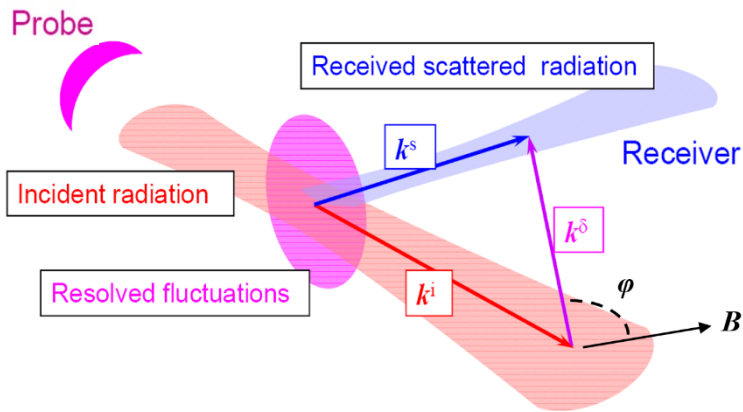 Probe
Received scattered radiation
k^s
Receiver
Incident radiation
k^δ
Resolved fluctuations
k^i
φ
B